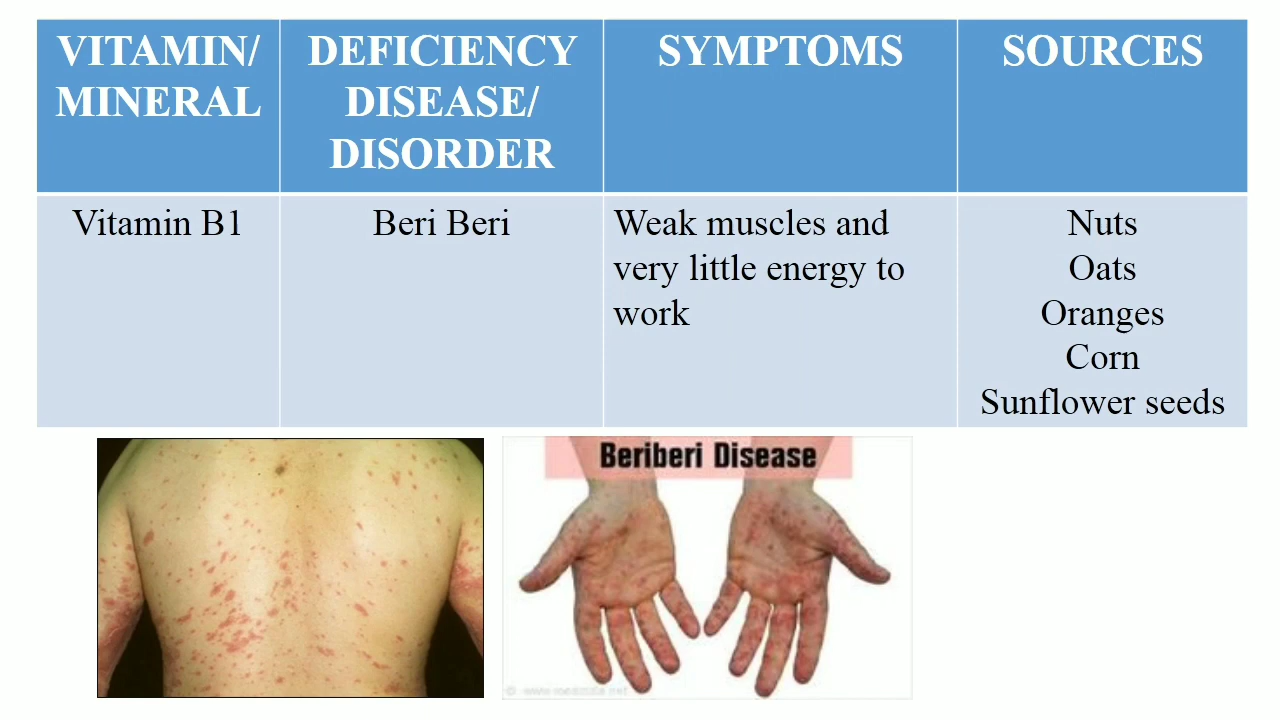 VITAMIN/
MINERAL
DEFICIENCY
DISEASE/
DISORDER
SYMPTOMS
SOURCES
Vitamin B1
Beri Beri
Weak muscles and
very little energy to
work
Nuts
Oats
Oranges
Corn
Sunflower seeds
Beriberi Disease